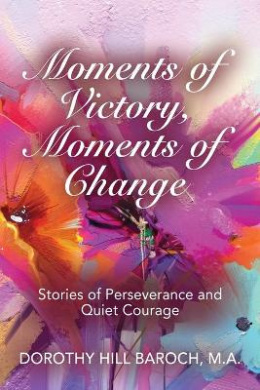 Moments of
Victory,
Moments of
Change
Stories of Perseverance and
Quiet Courage
DOROTHY HILL BAROCH, M.A.